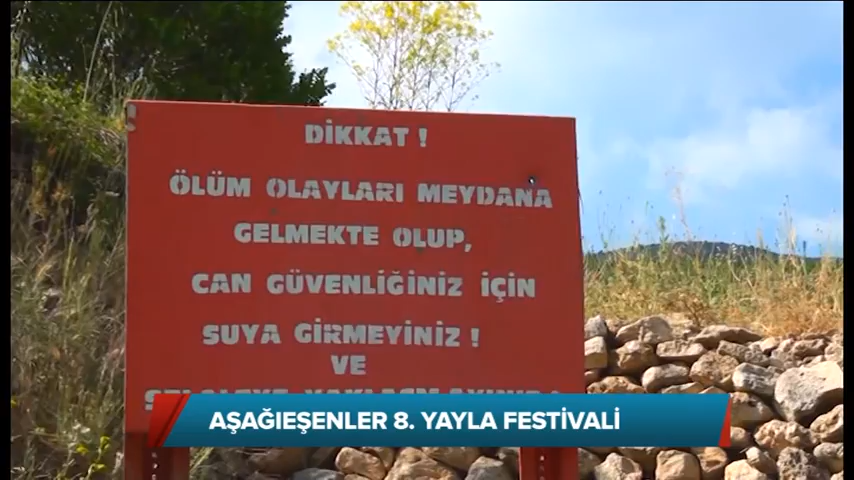 DİKKAT !
ÖLÜM OLAYLARI MEYDANA
GELMEKTE OLUP,
CAN GÜVENLİĞİNİZ İÇİN
SUYA GİRMEYİNİZ !
VE
AŞAĞIEŞENLER 8. YAYLA FESTİVALİ